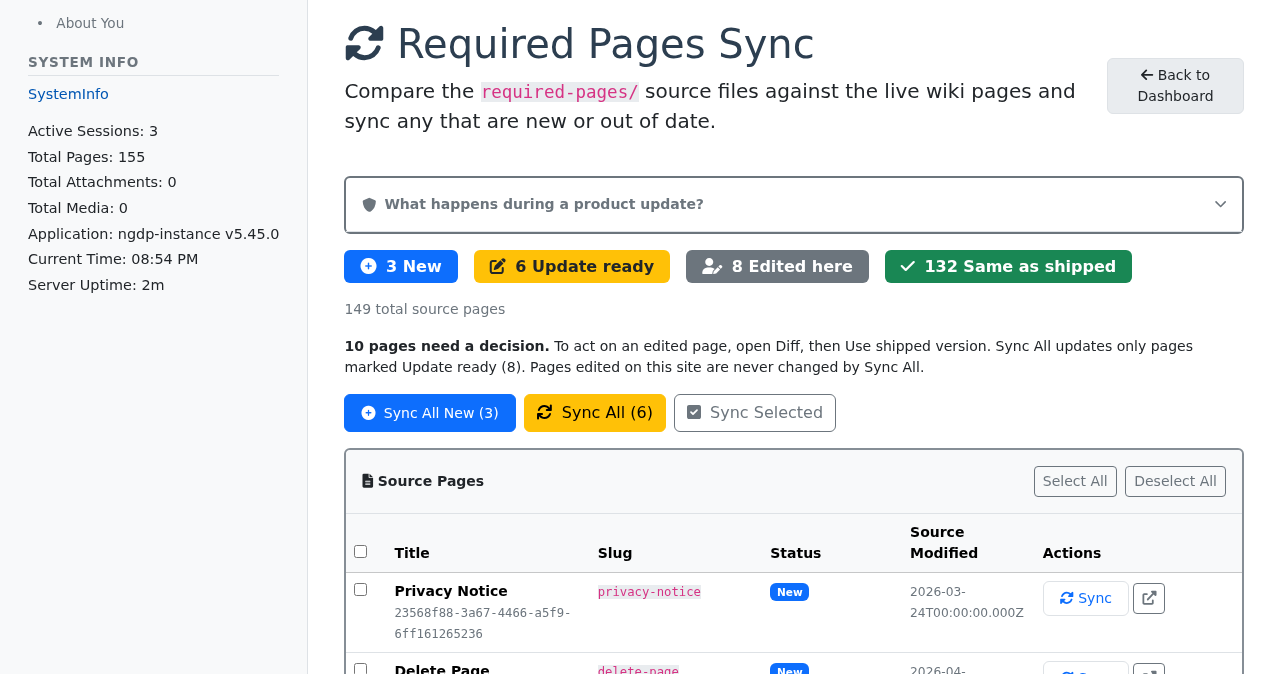 About You
SYSTEM INFO
SystemInfo
Active Sessions: 3
Total Pages: 155
Total Attachments: 0
Total Media: 0
Application: ngdp-instance v5.45.0
Current Time: 08:54 PM
Server Uptime: 2m
Required Pages Sync
Compare the required-pages/ source files against the live wiki pages and
sync any that are new or out of date.
Back to
Dashboard
What happens during a product update?
3 New
6 Update ready
8 Edited here
132 Same as shipped
149 total source pages
10 pages need a decision. To act on an edited page, open Diff, then Use shipped version. Sync All updates only pages
marked Update ready (8). Pages edited on this site are never changed by Sync All.
Sync All New (3)
Sync All (6)
Sync Selected
Source Pages
Select All
Deselect All
Title
Slug
Status
Source
Modified
Actions
Privacy Notice
23568f88-3a67-4466-a5f9-
6ff161265236
privacy-notice
New
2026-03-
24T00:00:00.000Z
Sync
Delete Page
delete-page
New
2026-04-